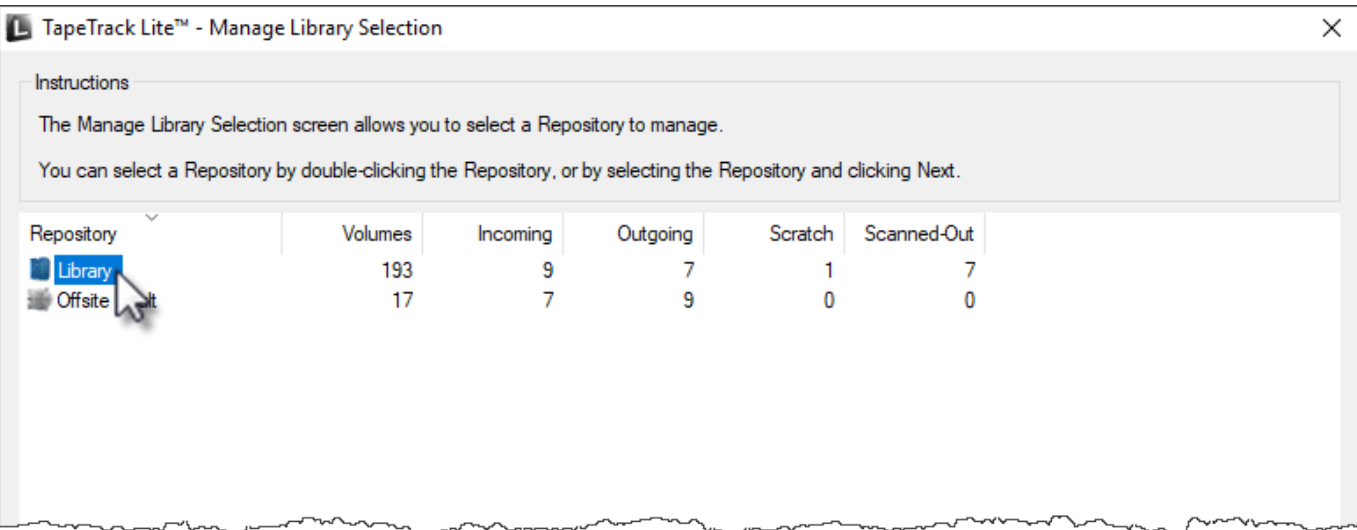 TapeTrack Lite™ - Manage Library Selection
Instructions
The Manage Library Selection screen allows you to select a Repository to manage.
You can select a Repository by double-clicking the Repository, or by selecting the Repository and clicking Next.
Repository Volumes Incoming Outgoing Scratch Scanned-Out
Library 193 9 7 1 7
Offsite 17 7 9 0 0